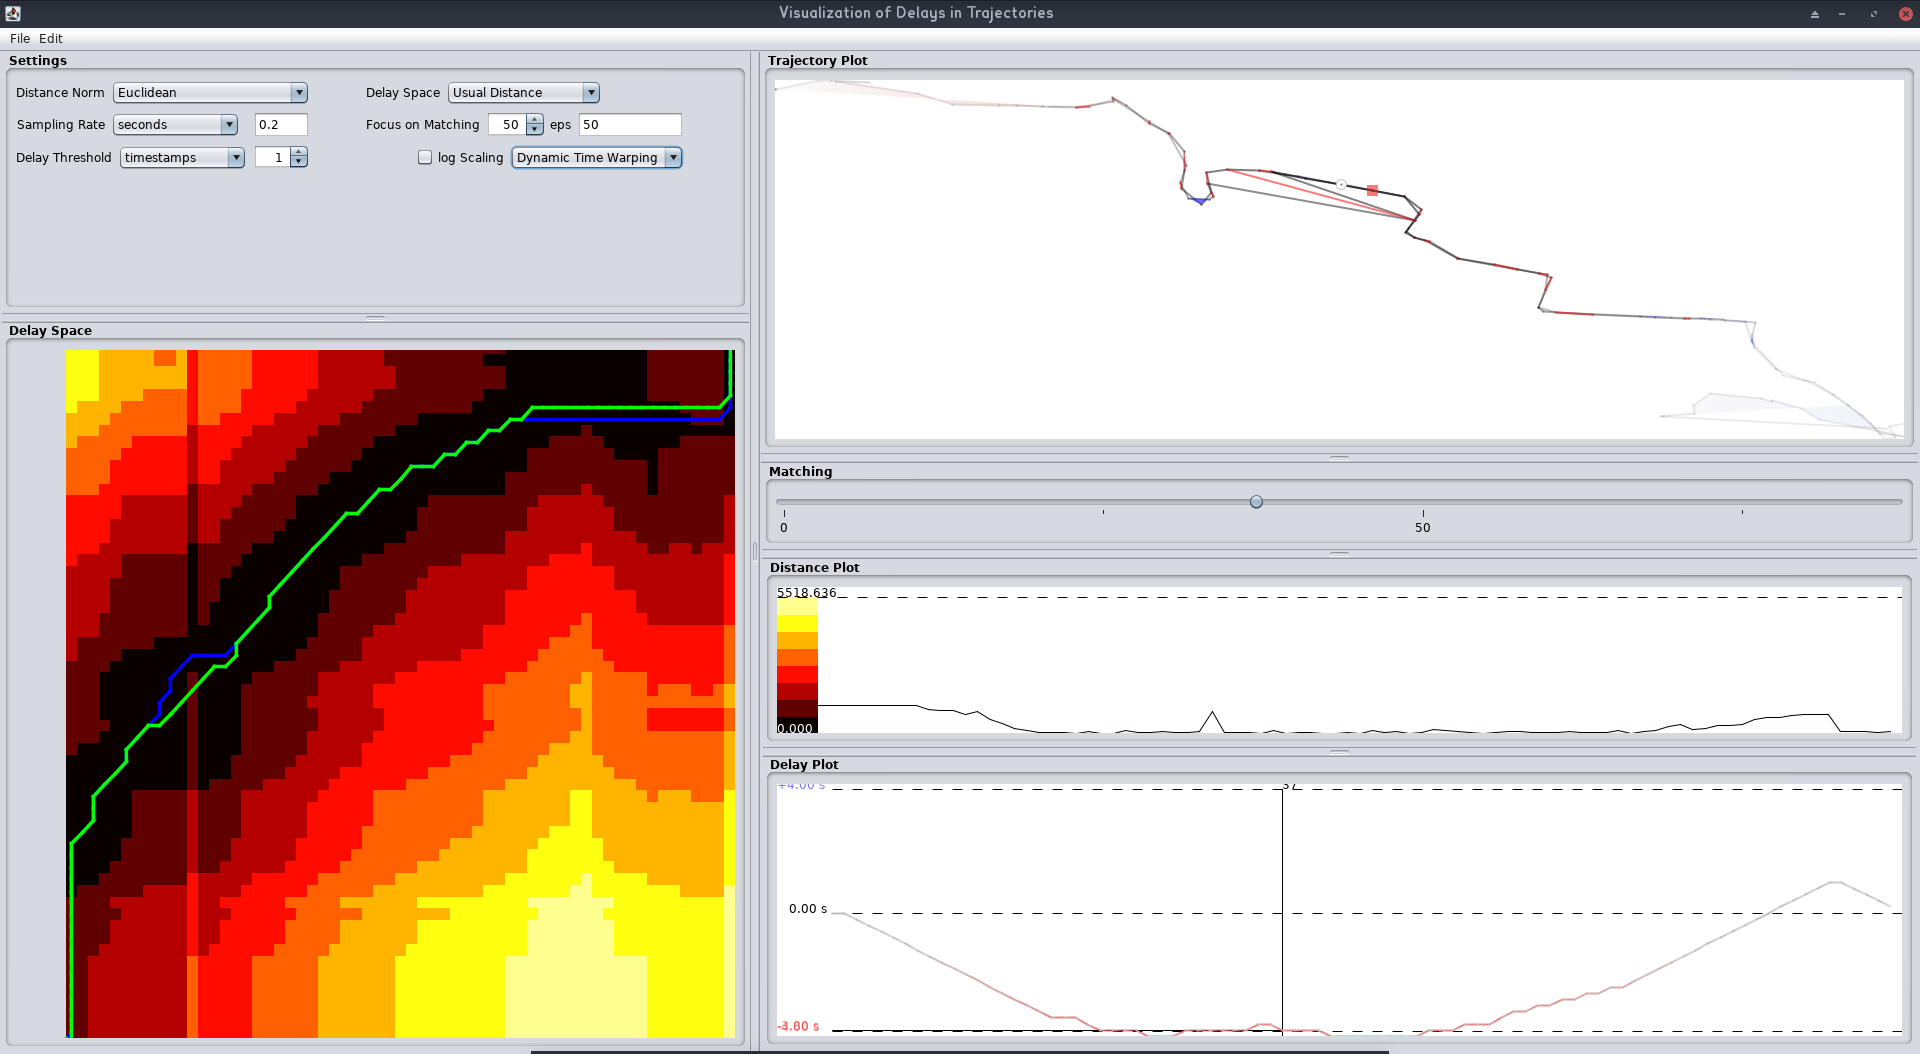 Visualization of Delays in Trajectories
File Edit
Settings
Distance Norm Euclidean Delay Space Usual Distance
Sampling Rate seconds 0.2 Focus on Matching 50 eps 50
Delay Threshold timestamps 1 log Scaling Dynamic Time Warping
Delay Space
Trajectory Plot
Matching
0 50
Distance Plot
5518.636
0.000
Delay Plot
+4.00 s 37
0.00 s